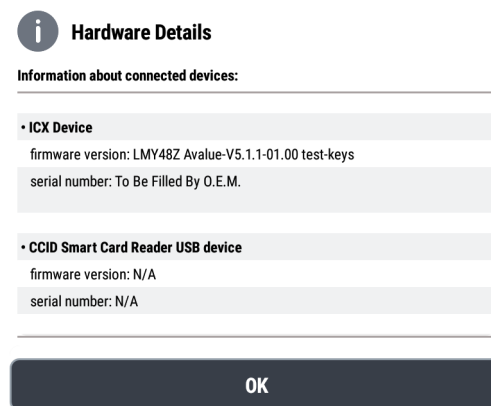 i
Hardware Details
Information about connected devices:
• ICX Device
firmware version: LMY48Z Avalue-V5.1.1-01.00 test-keys
serial number: To Be Filled By O.E.M.
• CCID Smart Card Reader USB device
firmware version: N/A
serial number: N/A
OK